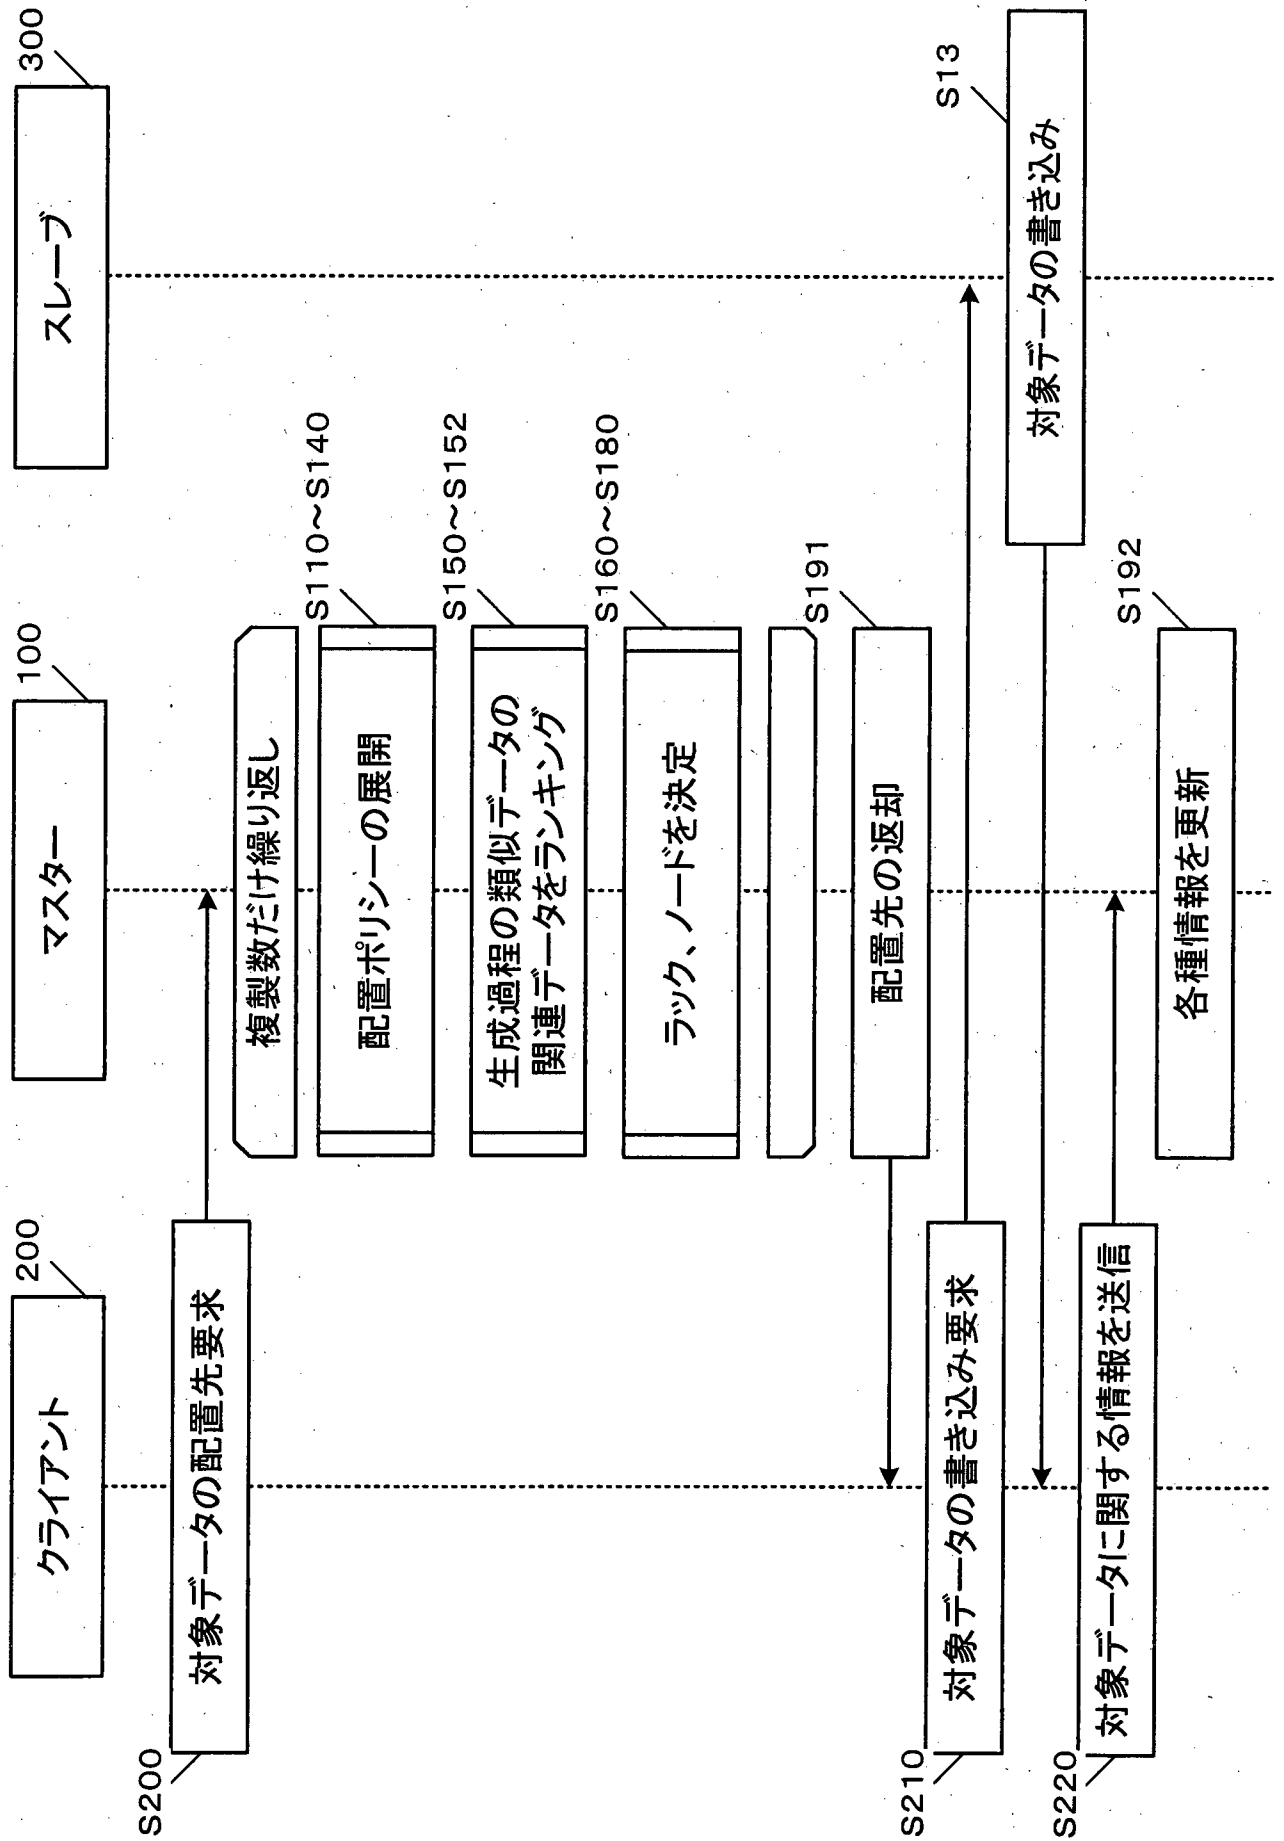 クライアント
200
マスター
100
スレーブ
300
S200
対象データの配置先要求
複製数だけ繰り返し
配置ポリシーの展開
S110～S140
生成過程の類似データの
関連データをランキング
S150～S152
ラック、ノードを決定
S160～S180
配置先の返却
S191
S210
対象データの書き込み要求
対象データの書き込み
S13
S220
対象データに関する情報を送信
各種情報を更新
S192